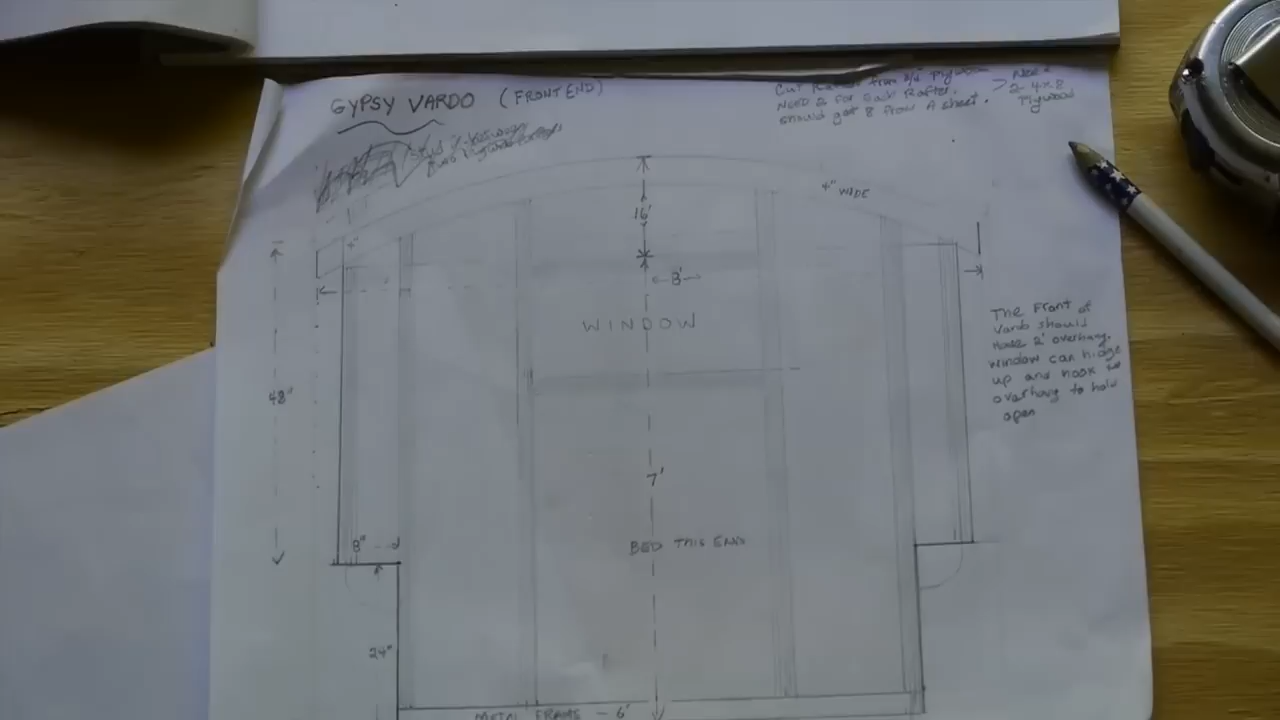 GYPSY VARDO (FRONT END)
Cut from 3/4" Plywood
NEED 2 For Each Rafter.
should get 8 From A sheet.
> Need
2- 4x8
Plywood
4" WIDE
16'
4"
8'
WINDOW
The Front of
Vardo should
Have 2' overhang.
Window can hinge
up and hook to
overhang to hold
open
48"
7'
8"
BED THIS END
24"
METAL FRAME - 6'